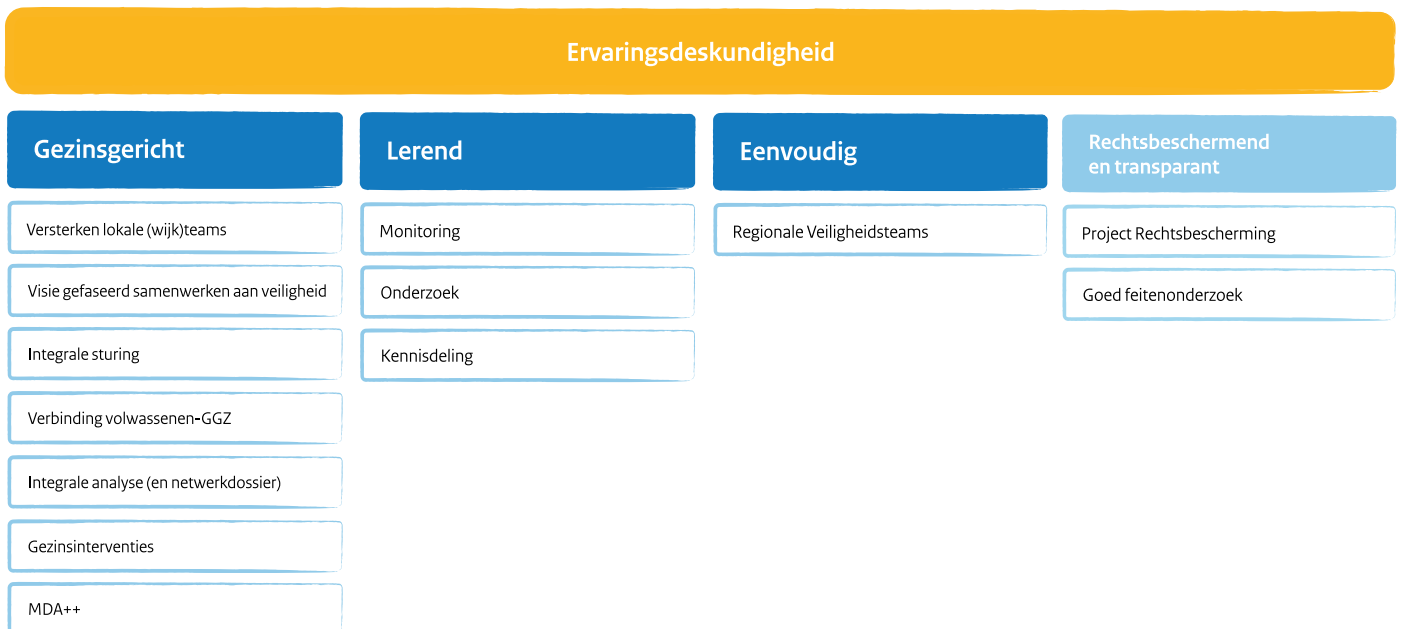 Ervaringsdeskundigheid
Gezinsgericht
Versterken lokale (wijk)teams
Visie gefaseerd samenwerken aan veiligheid
Integrale sturing
Verbinding volwassenen-GGZ
Integrale analyse (en netwerkdossier)
Gezinsinterventies
MDA++
Lerend
Monitoring
Onderzoek
Kennisdeling
Eenvoudig
Regionale Veiligheidsteams
Rechtsbeschermend
en transparant
Project Rechtsbescherming
Goed feitenonderzoek